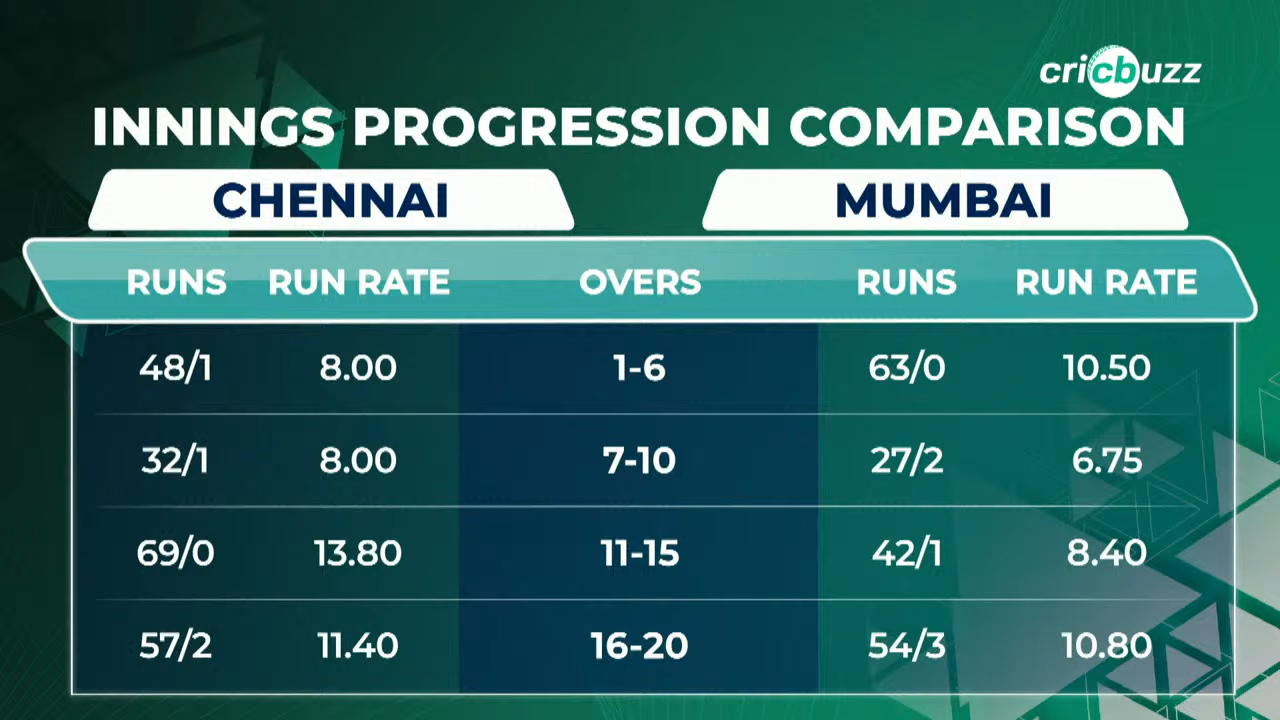 cricbuzz
INNINGS PROGRESSION COMPARISON
CHENNAI MUMBAI
RUNS RUN RATE OVERS RUNS RUN RATE
48/1 8.00 1-6 63/0 10.50
32/1 8.00 7-10 27/2 6.75
69/0 13.80 11-15 42/1 8.40
57/2 11.40 16-20 54/3 10.80